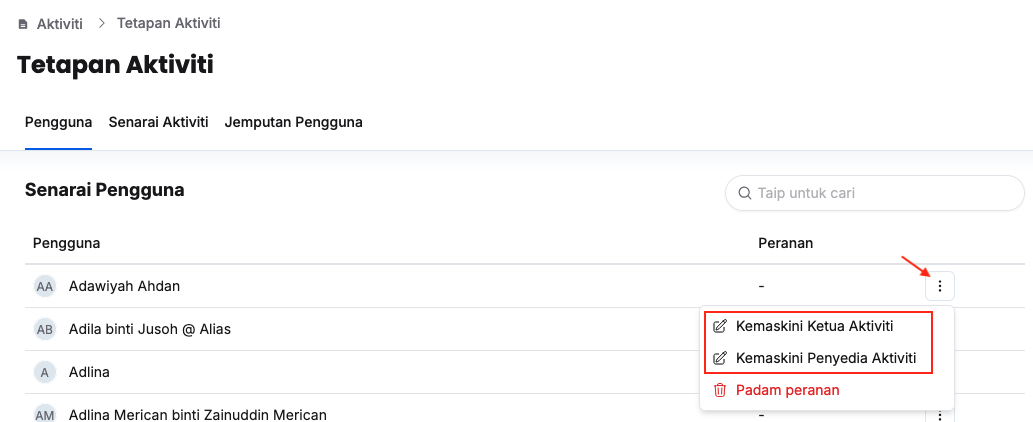 Aktiviti > Tetapan Aktiviti
Tetapan Aktiviti
Pengguna Senarai Aktiviti Jemputan Pengguna
Senarai Pengguna
Taip untuk cari
Pengguna Peranan
AA Adawiyah Ahdan -
Kemaskini Ketua Aktiviti
AB Adila binti Jusoh @ Alias
Kemaskini Penyedia Aktiviti
A Adlina
Padam peranan
AM Adlina Merican binti Zainuddin Merican -